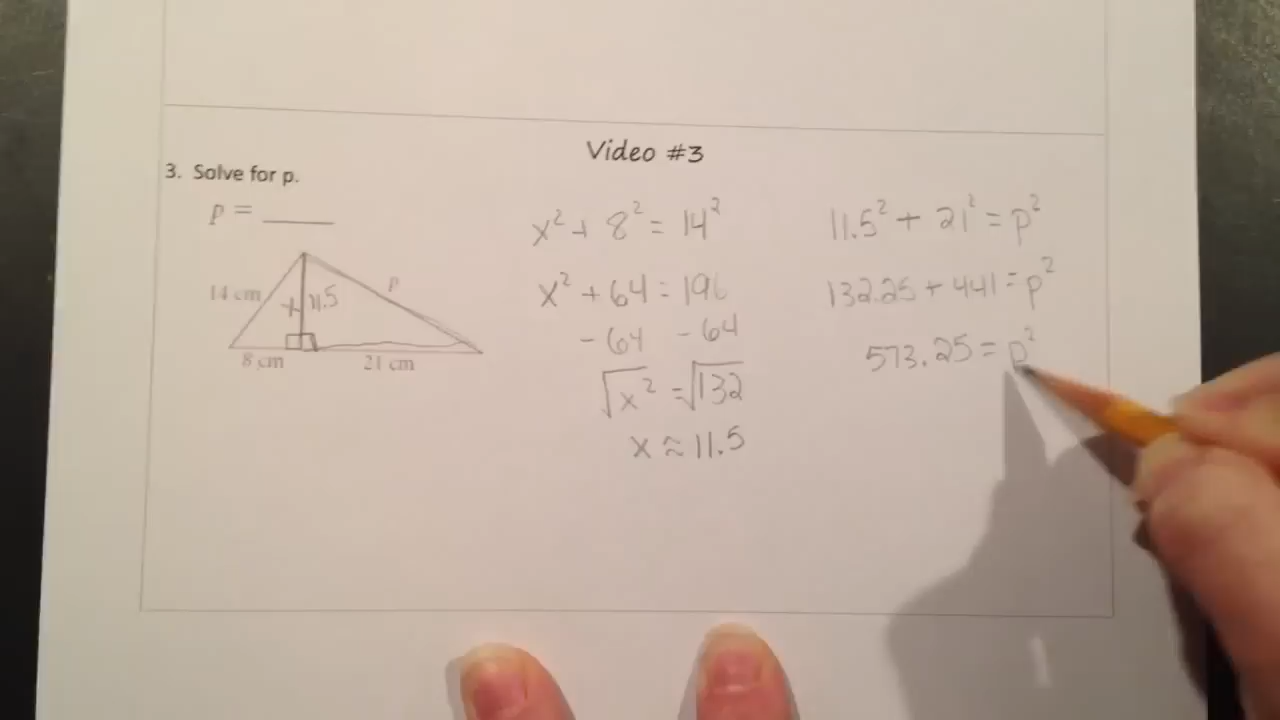 Video #3
3. Solve for p.
p = ______
14 cm
x
11.5
p
8 cm
21 cm
x² + 8² = 14²
x² + 64 = 196
- 64 - 64
√x² = √132
x ≈ 11.5
11.5² + 21² = p²
132.25 + 441 = p²
573.25 = p²